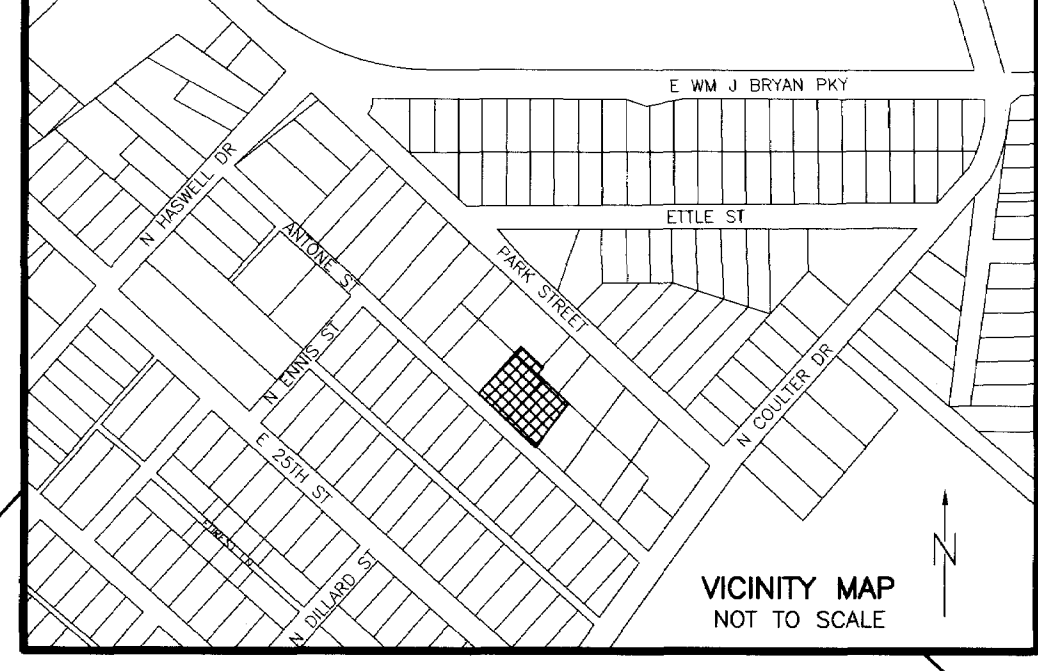 E WM J BRYAN PKY
N HASWELL DR
ETTLE ST
ANTONE ST
PARK STREET
N ENNIS ST
N COULTER DR
E 25TH ST
N DILLARD ST
N
VICINITY MAP
NOT TO SCALE